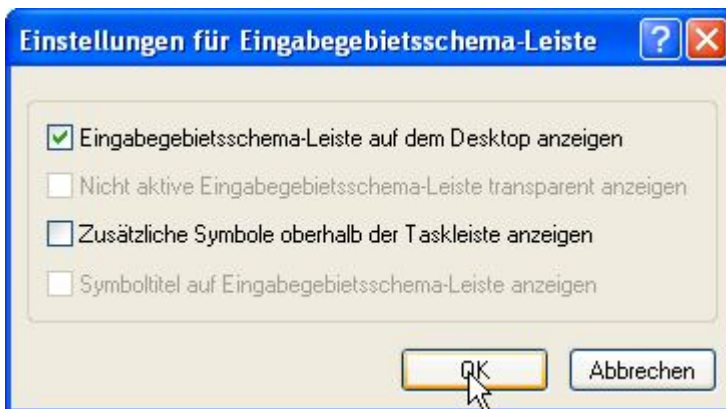 Einstellungen für Eingabegebietsschema-Leiste
Eingabegebietsschema-Leiste auf dem Desktop anzeigen
Nicht aktive Eingabegebietsschema-Leiste transparent anzeigen
Zusätzliche Symbole oberhalb der Taskleiste anzeigen
Symboltitel auf Eingabegebietsschema-Leiste anzeigen
OK Abbrechen